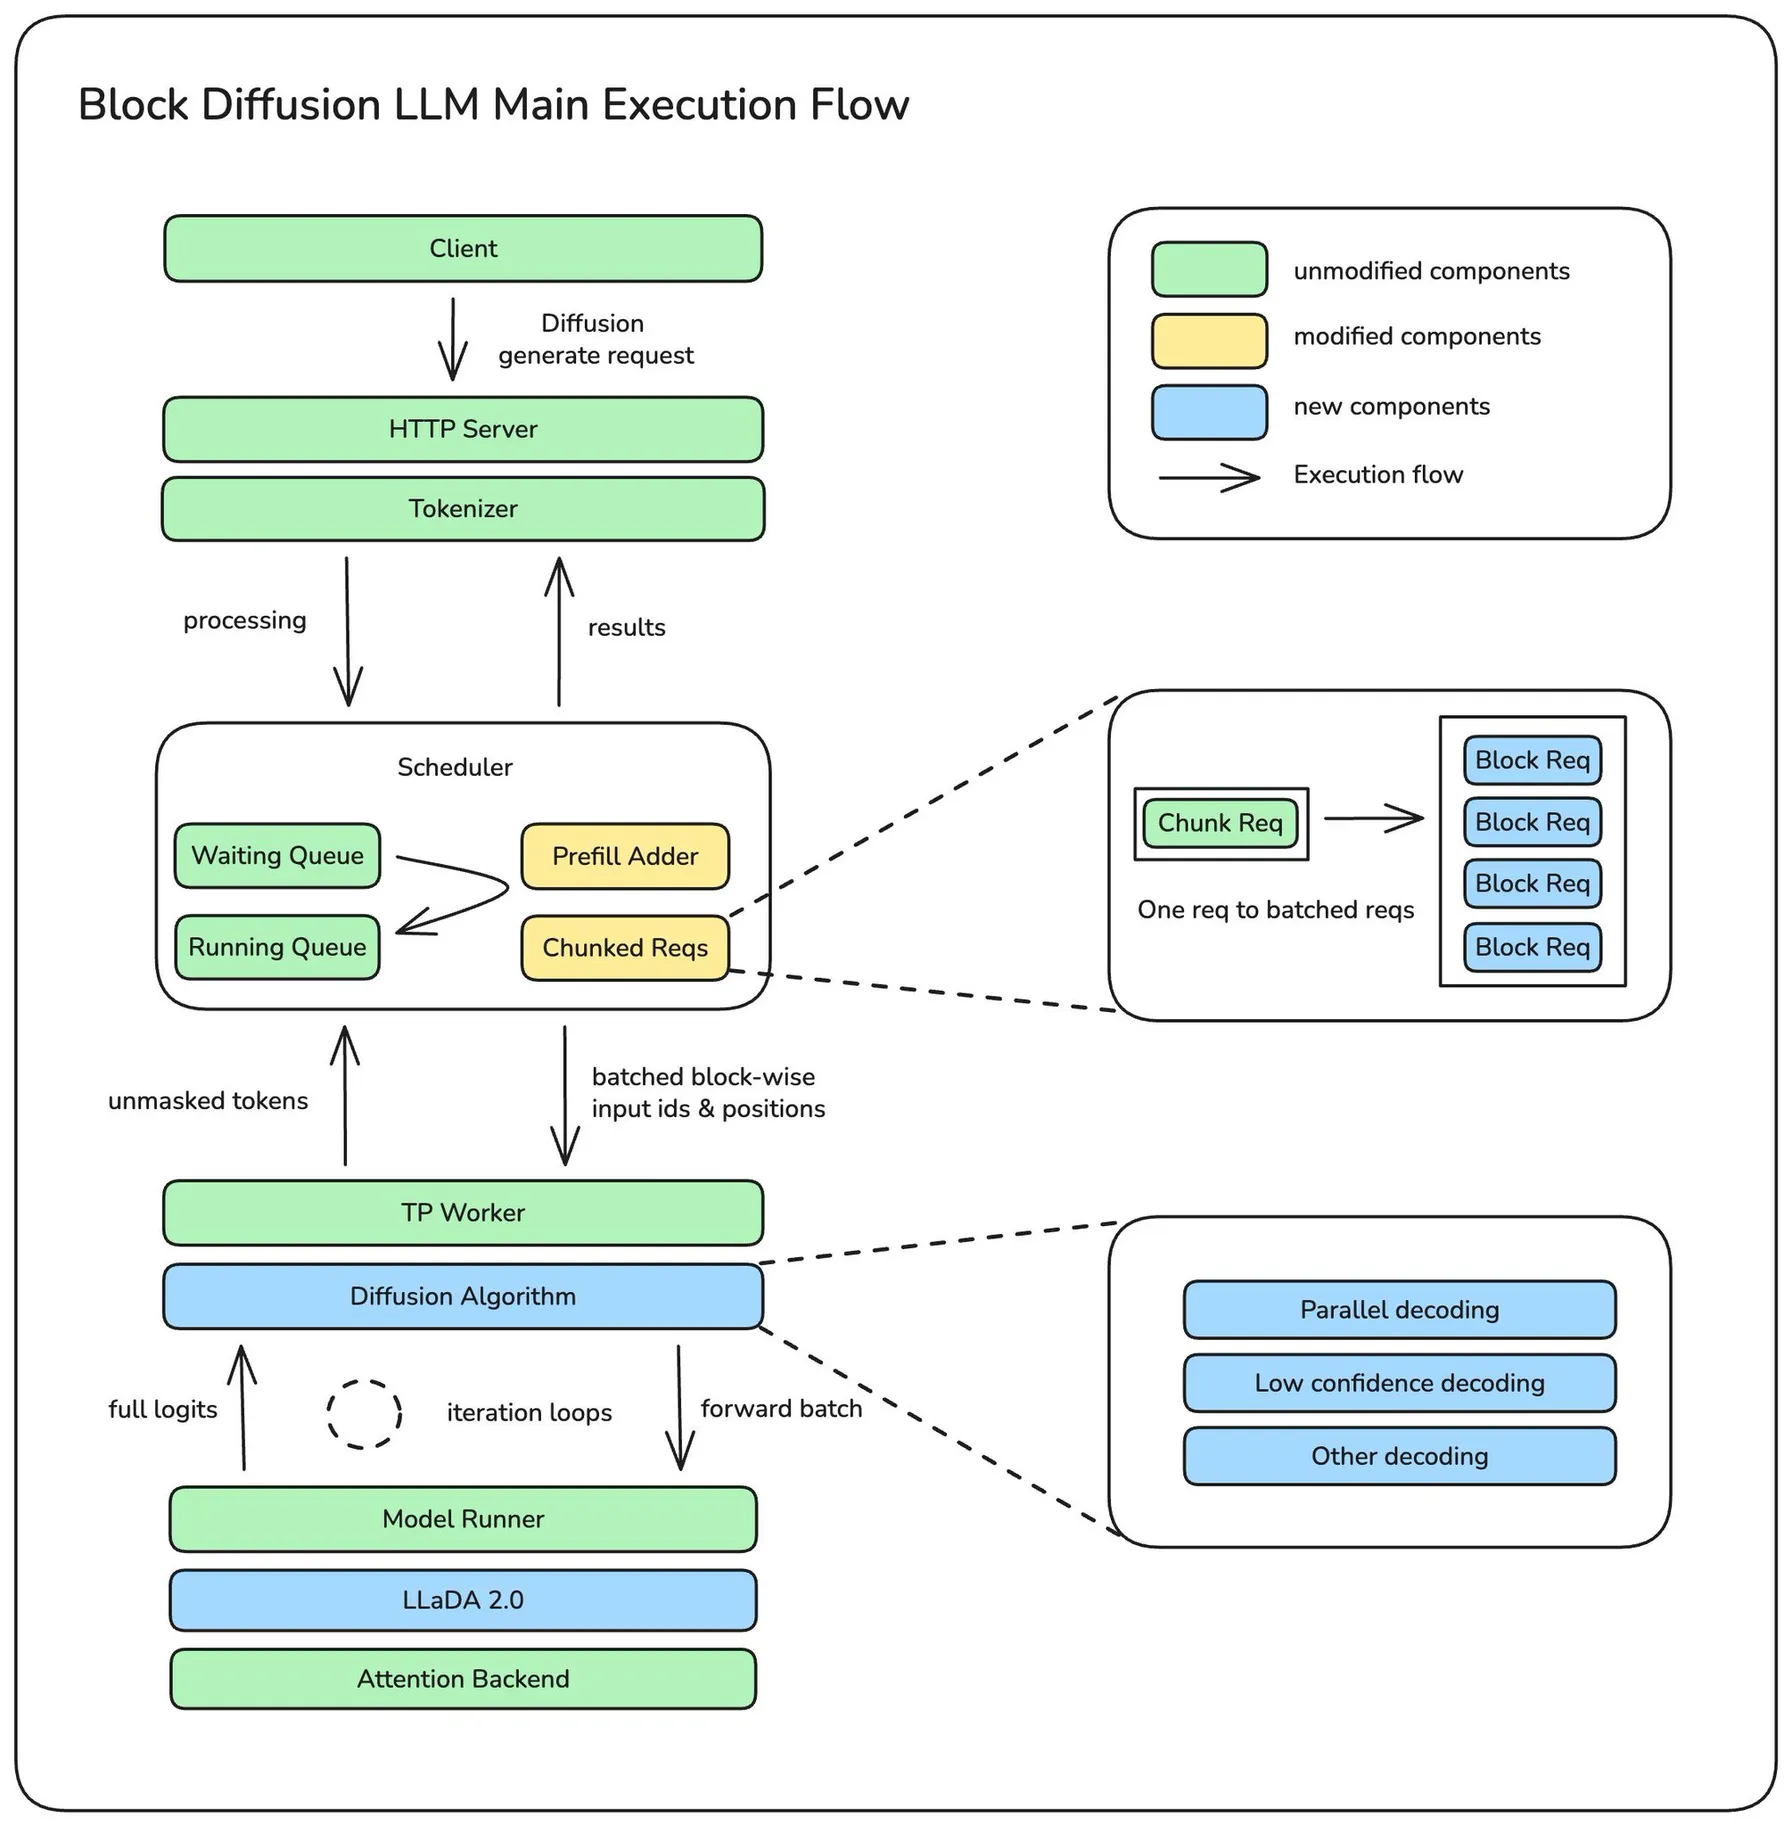 Block Diffusion LLM Main Execution Flow
Client
Diffusion
generate request
HTTP Server
Tokenizer
processing
results
Scheduler
Waiting Queue
Prefill Adder
Running Queue
Chunked Reqs
unmasked tokens
batched block-wise
input ids & positions
TP Worker
Diffusion Algorithm
full logits
iteration loops
forward batch
Model Runner
LLaDA 2.0
Attention Backend
unmodified components
modified components
new components
Execution flow
Chunk Req
One req to batched reqs
Block Req
Block Req
Block Req
Block Req
Parallel decoding
Low confidence decoding
Other decoding